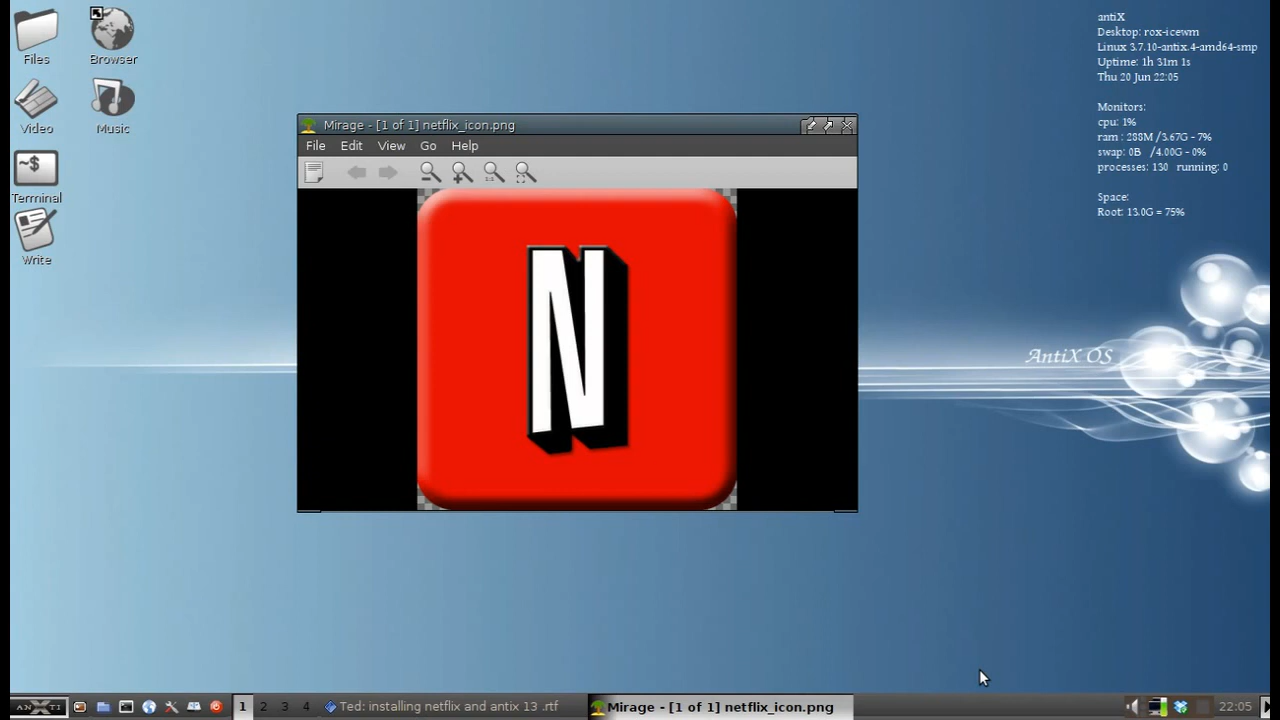 Files
Browser
Video
Music
~$
Terminal
Write
antiX
Desktop: rox-icewm
Linux 3.7.10-antix.4-amd64-smp
Uptime: 1h 31m 1s
Thu 20 Jun 22:05
Monitors:
cpu: 1%
ram : 288M /3.67G - 7%
swap: 0B /4.00G - 0%
processes: 130 running: 0
Space:
Root: 13.0G = 75%
Mirage - [1 of 1] netflix_icon.png
File Edit View Go Help
N
AntiX OS
ANTI 1 2 3 4 Ted: installing netflix and antix 13 .rtf Mirage - [1 of 1] netflix_icon.png 22:05